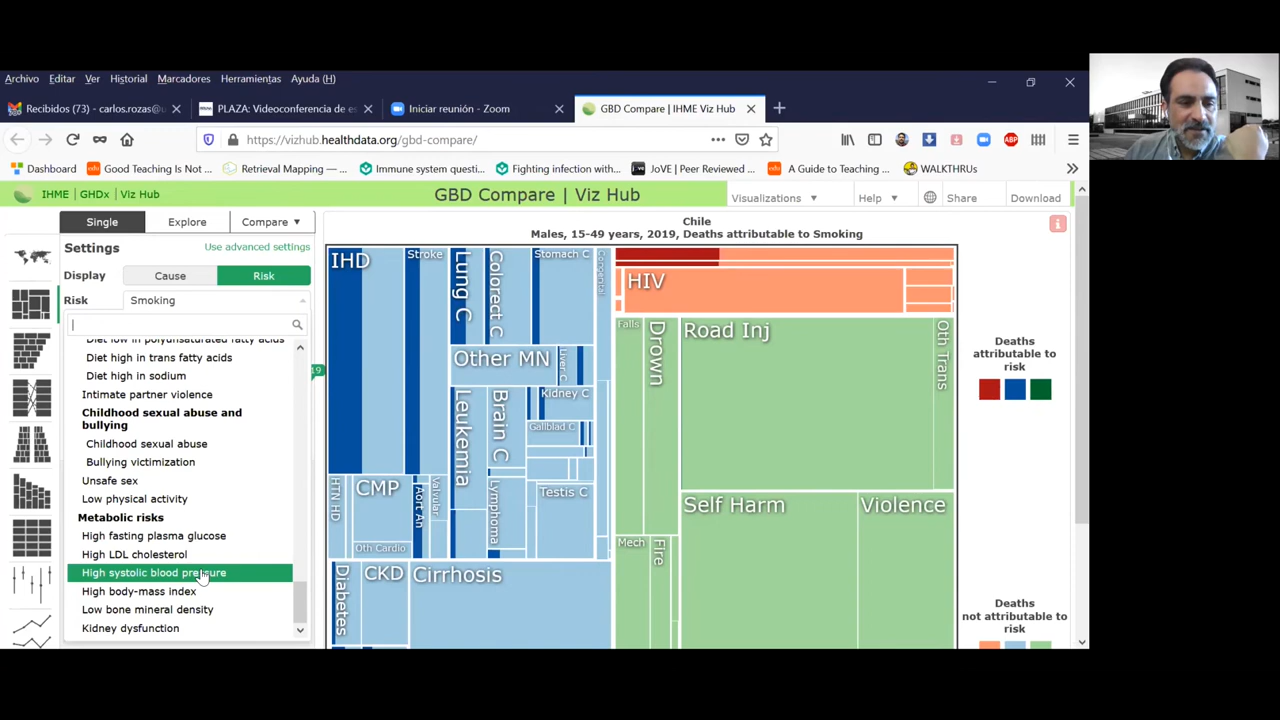 Archivo Editar Ver Historial Marcadores Herramientas Ayuda (H)
Recibidos (73) - carlos.rozas@u
PLAZA: Videoconferencia de es
Iniciar reunión - Zoom
GBD Compare | IHME Viz Hub
https://vizhub.healthdata.org/gbd-compare/
ABP
Dashboard
Good Teaching Is Not ...
Retrieval Mapping — ...
Immune system questi...
Fighting infection with...
JoVE | Peer Reviewed ...
A Guide to Teaching ...
WALKTHRUs
IHME | GHDx | Viz Hub
GBD Compare | Viz Hub
Visualizations
Help
Share
Download
Single
Explore
Compare
Settings
Use advanced settings
Display
Cause
Risk
Risk
Smoking
Diet low in polyunsaturated fatty acids
Diet high in trans fatty acids
Diet high in sodium
Intimate partner violence
Childhood sexual abuse and
bullying
Childhood sexual abuse
Bullying victimization
Unsafe sex
Low physical activity
Metabolic risks
High fasting plasma glucose
High LDL cholesterol
High systolic blood pressure
High body-mass index
Low bone mineral density
Kidney dysfunction
19
Chile
Males, 15-49 years, 2019, Deaths attributable to Smoking
IHD
Stroke
Lung C
Colorect C
Stomach C
HIV
Other MN
Liver C
Leukemia
Brain C
Kidney C
Gallblad C
Lymphoma
Testis C
HTN HD
CMP
Oth Cardio
Aort An
Valvular
Diabetes
CKD
Cirrhosis
Falls
Drown
Road Inj
Oth Trans
Mech
Fire
Self Harm
Violence
Deaths
attributable to
risk
Deaths
not attributable to
risk